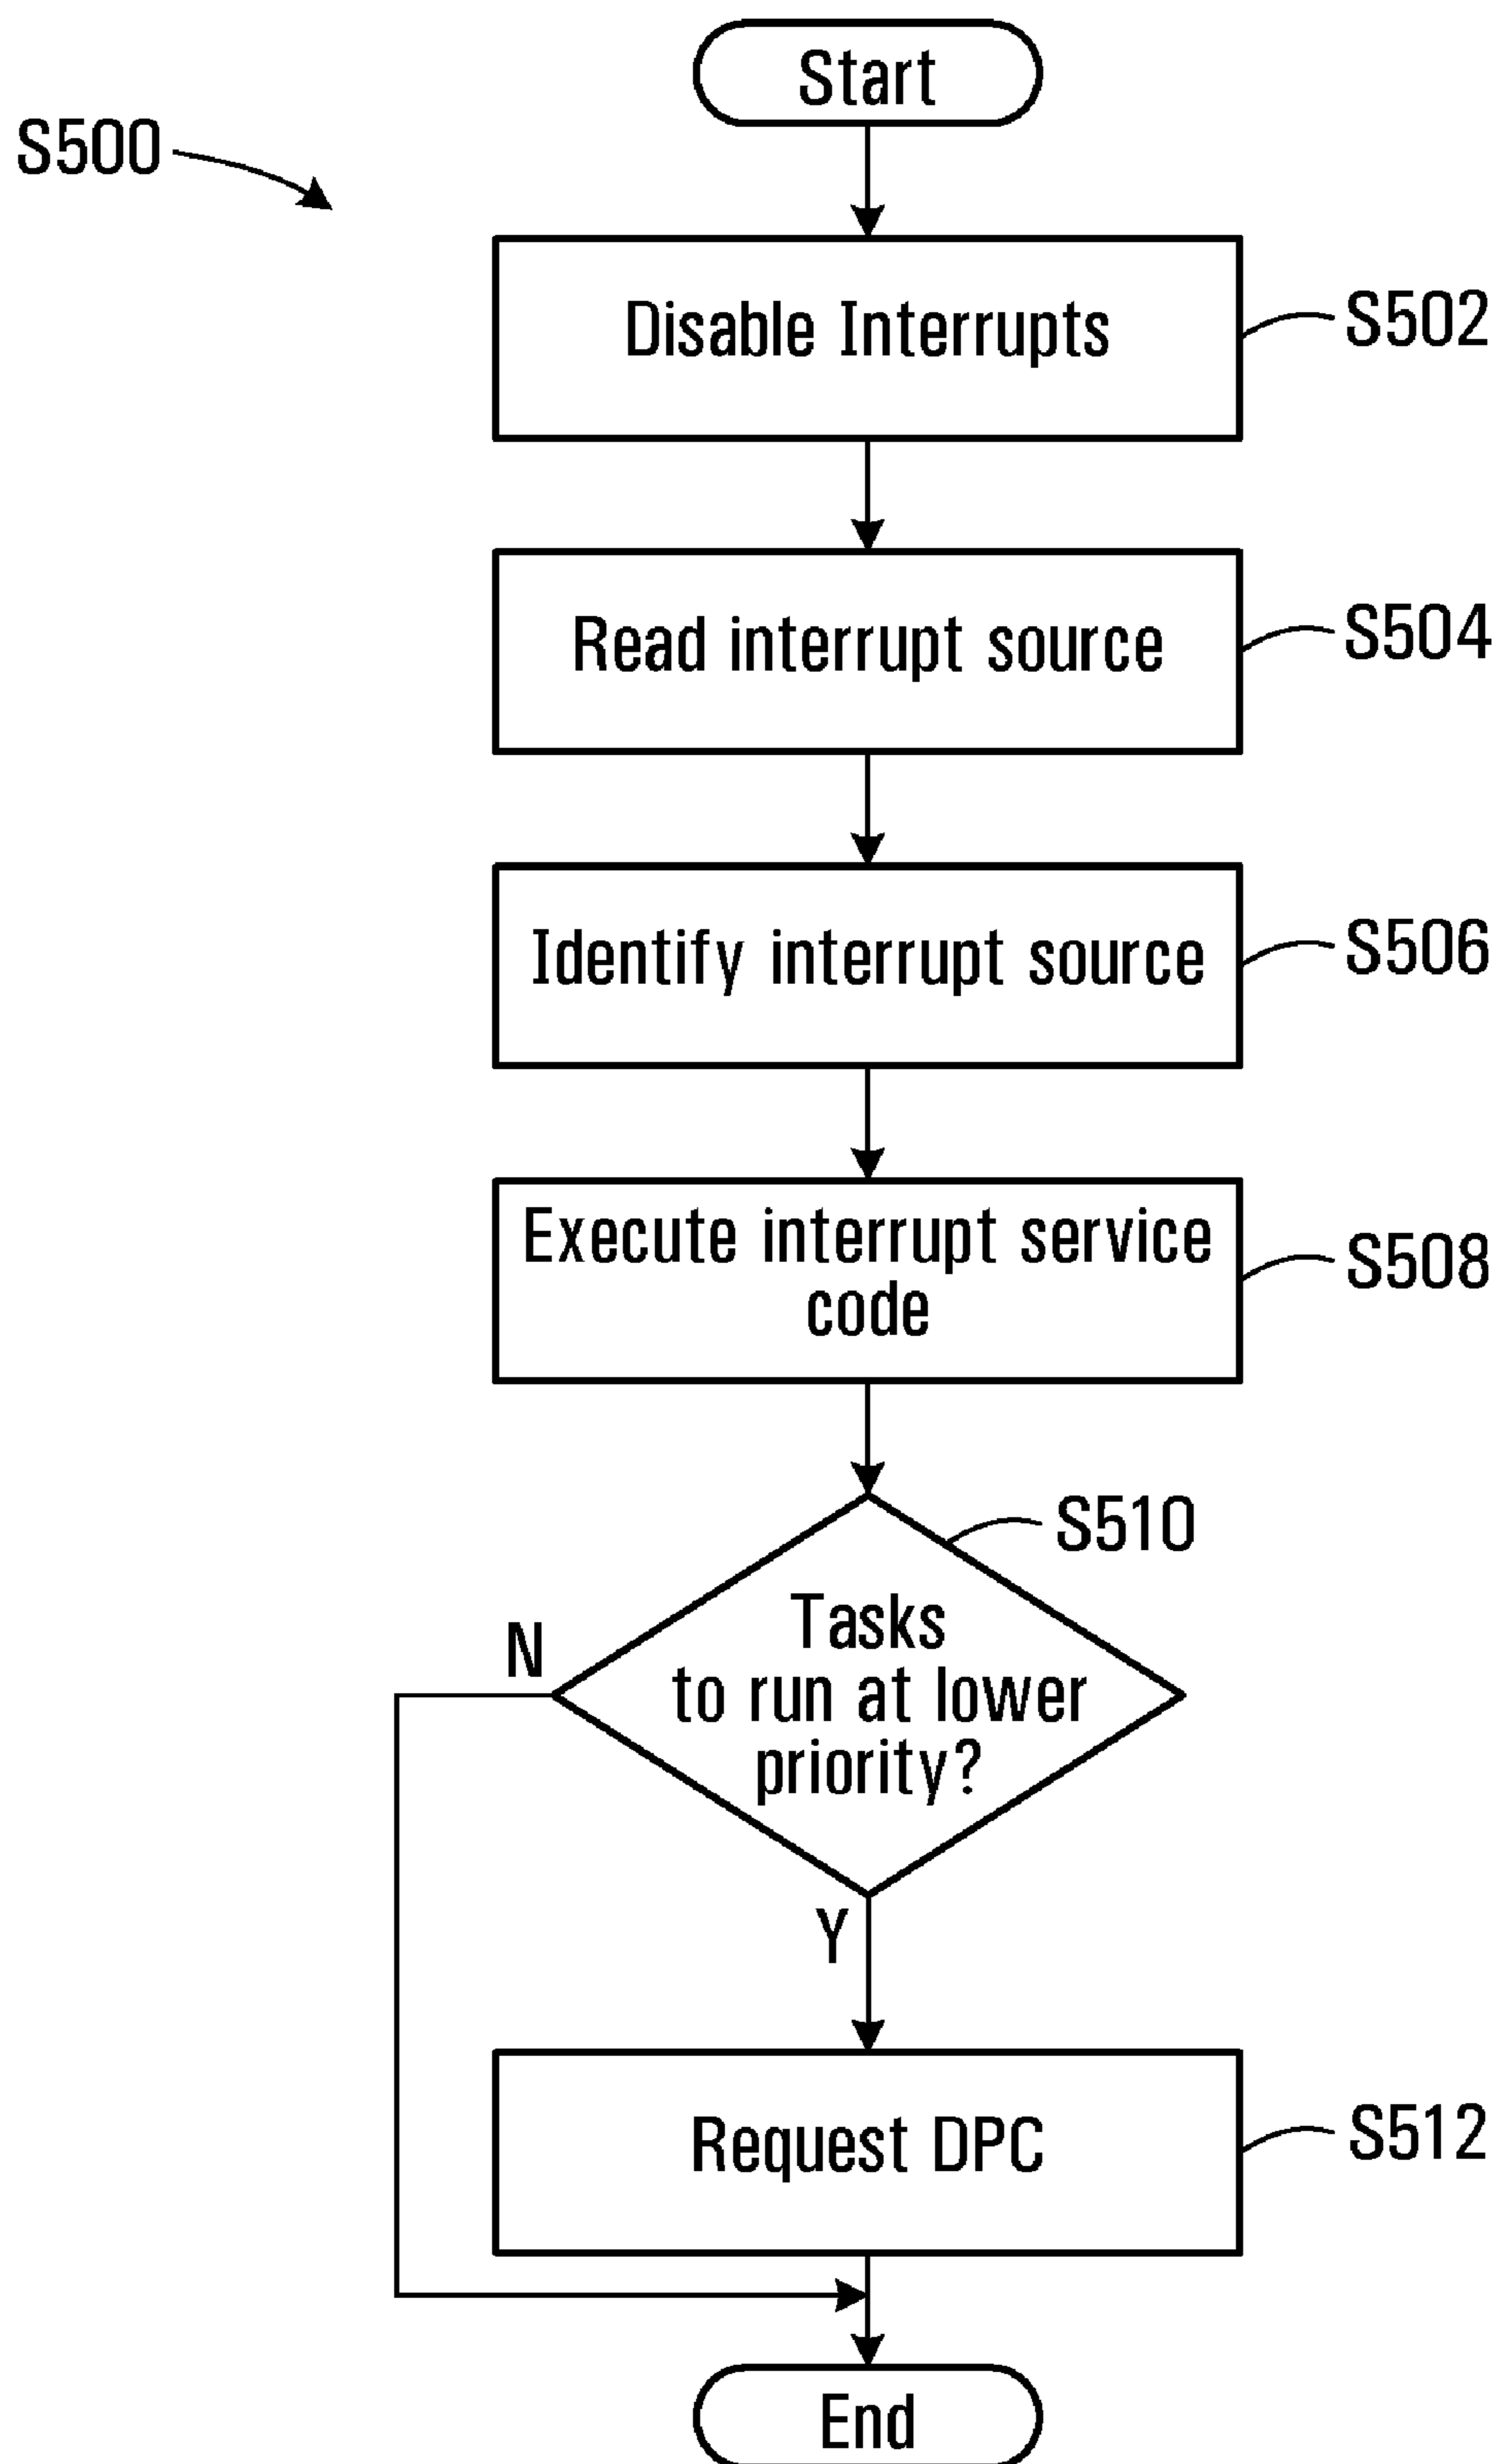 Start
S500
Disable Interrupts
S502
Read interrupt source
S504
Identify interrupt source
S506
Execute interrupt service
code
S508
S510
Tasks
to run at lower
priority?
N
Y
Request DPC
S512
End